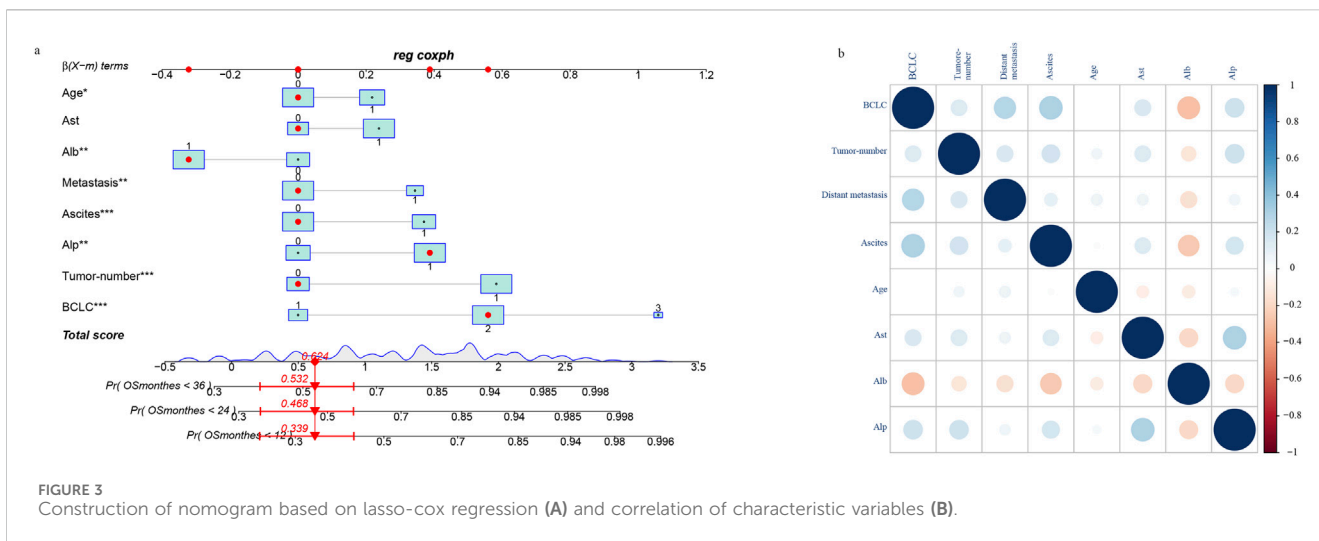 a
reg coxph
β(X−m) terms
−0.4 −0.2 0 0.2 0.4 0.6 0.8 1 1.2
0
Age*
1
0
Ast
1
1
Alb**
0
0
Metastasis**
1
0
Ascites***
1
0
Alp**
1
0
Tumor-number***
1
1 3
BCLC***
2
Total score
−0.5 0 0.5 1 1.5 2 2.5 3 3.5
0.624
0.532
Pr( OSmonthes < 36 )
0.3 0.5 0.7 0.85 0.94 0.985 0.998
0.468
Pr( OSmonthes < 24 )
0.3 0.5 0.7 0.85 0.94 0.985 0.998
0.339
Pr( OSmonthes < 12 )
0.3 0.5 0.7 0.85 0.94 0.98 0.996
b
BCLC
Tumore-
number
Distant
metastasis
Ascites
Age
Ast
Alb
Alp
BCLC
Tumor-number
Distant metastasis
Ascites
Age
Ast
Alb
Alp
1
0.8
0.6
0.4
0.2
0
−0.2
−0.4
−0.6
−0.8
−1
FIGURE 3
Construction of nomogram based on lasso-cox regression (A) and correlation of characteristic variables (B).